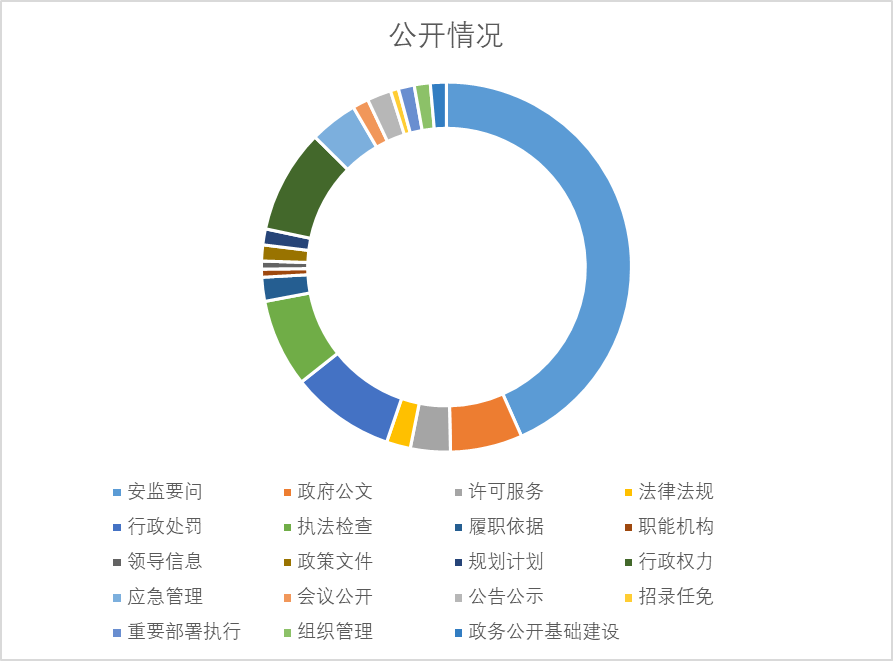 公开情况
安监要问 政府公文 许可服务 法律法规
行政处罚 执法检查 履职依据 职能机构
领导信息 政策文件 规划计划 行政权力
应急管理 会议公开 公告公示 招录任免
重要部署执行 组织管理 政务公开基础建设